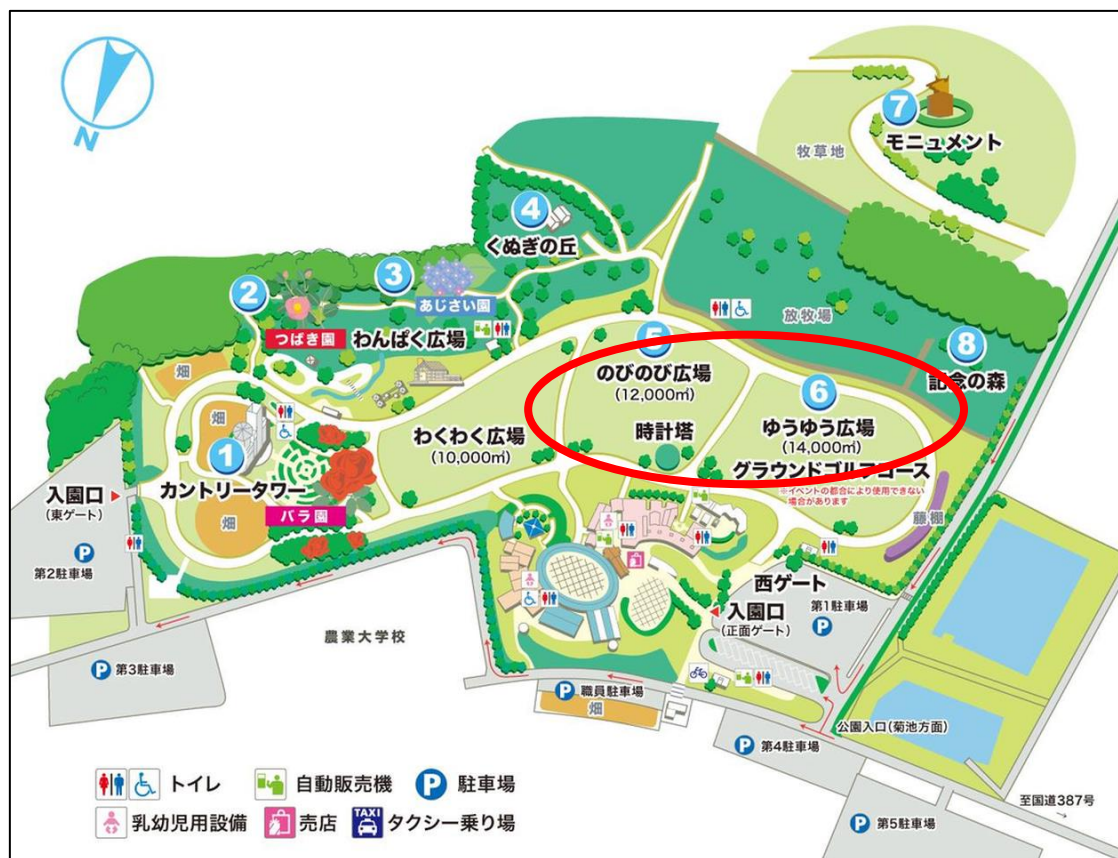 N
7
モニュメント
牧草地
4
くぬぎの丘
3
あじさい園
2
つばき園
わんぱく広場
放牧場
8
記念の森
5
のびのび広場
(12,000㎡)
6
ゆうゆう広場
(14,000㎡)
グラウンドゴルフコース
※イベントの都合により使用できない
場合があります
時計塔
わくわく広場
(10,000㎡)
畑
1
カントリータワー
バラ園
畑
入園口
(東ゲート)
P
第2駐車場
藤棚
西ゲート
入園口
(正面ゲート)
第1駐車場
P
農業大学校
P 第3駐車場
P 職員駐車場
畑
公園入口(菊池方面)
P 第4駐車場
至国道387号
→
P 第5駐車場
トイレ
自動販売機
P 駐車場
乳幼児用設備
売店
TAXI タクシー乗り場